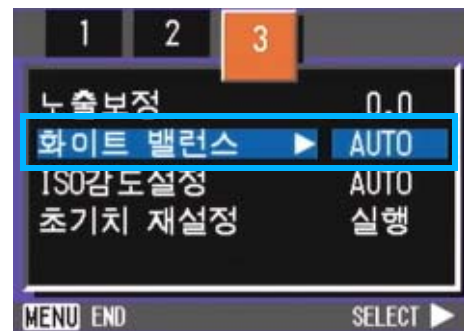 1 2 3
노출보정 0.0
화이트 밸런스 ▶ AUTO
ISO감도설정 AUTO
초기치 재설정 실행
MENU END SELECT ▶